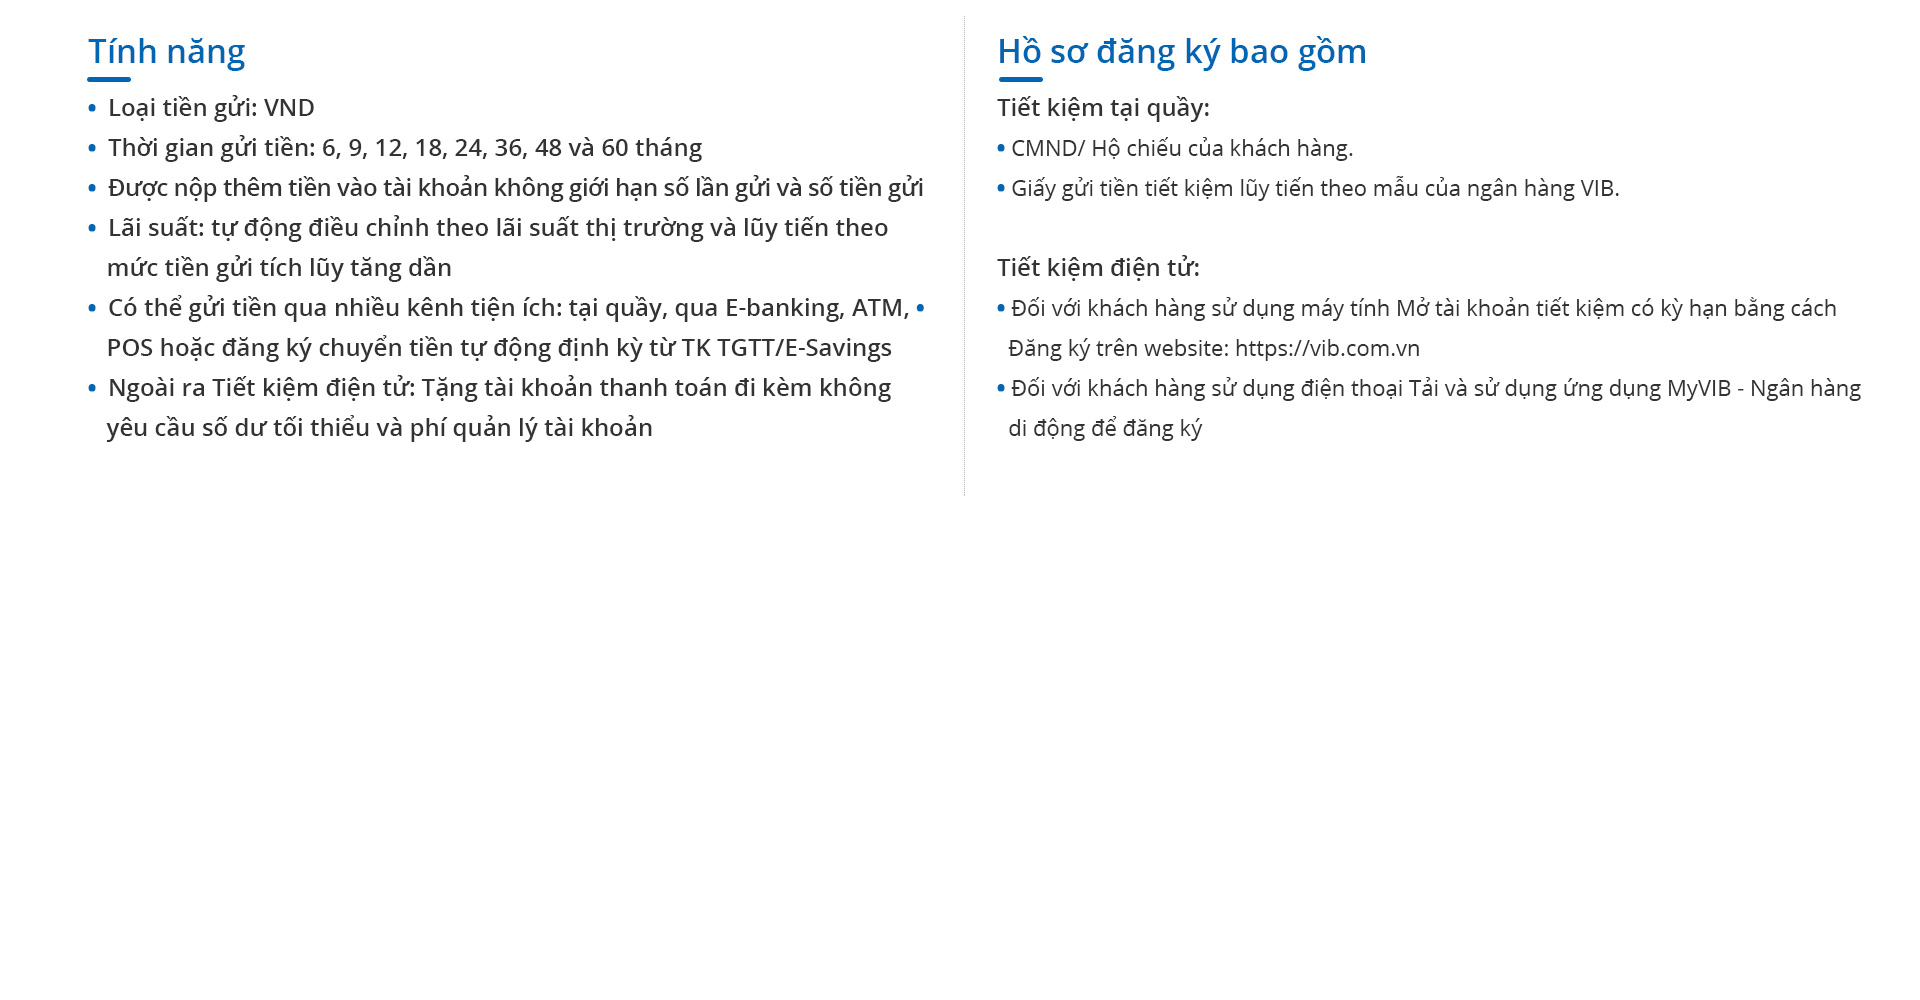 Tính năng
• Loại tiền gửi: VND
• Thời gian gửi tiền: 6, 9, 12, 18, 24, 36, 48 và 60 tháng
• Được nộp thêm tiền vào tài khoản không giới hạn số lần gửi và số tiền gửi
• Lãi suất: tự động điều chỉnh theo lãi suất thị trường và lũy tiến theo
mức tiền gửi tích lũy tăng dần
• Có thể gửi tiền qua nhiều kênh tiện ích: tại quầy, qua E-banking, ATM, •
POS hoặc đăng ký chuyển tiền tự động định kỳ từ TK TGTT/E-Savings
• Ngoài ra Tiết kiệm điện tử: Tặng tài khoản thanh toán đi kèm không
yêu cầu số dư tối thiểu và phí quản lý tài khoản
Hồ sơ đăng ký bao gồm
Tiết kiệm tại quầy:
• CMND/ Hộ chiếu của khách hàng.
• Giấy gửi tiền tiết kiệm lũy tiến theo mẫu của ngân hàng VIB.
Tiết kiệm điện tử:
• Đối với khách hàng sử dụng máy tính Mở tài khoản tiết kiệm có kỳ hạn bằng cách
Đăng ký trên website: https://vib.com.vn
• Đối với khách hàng sử dụng điện thoại Tải và sử dụng ứng dụng MyVIB - Ngân hàng
di động để đăng ký